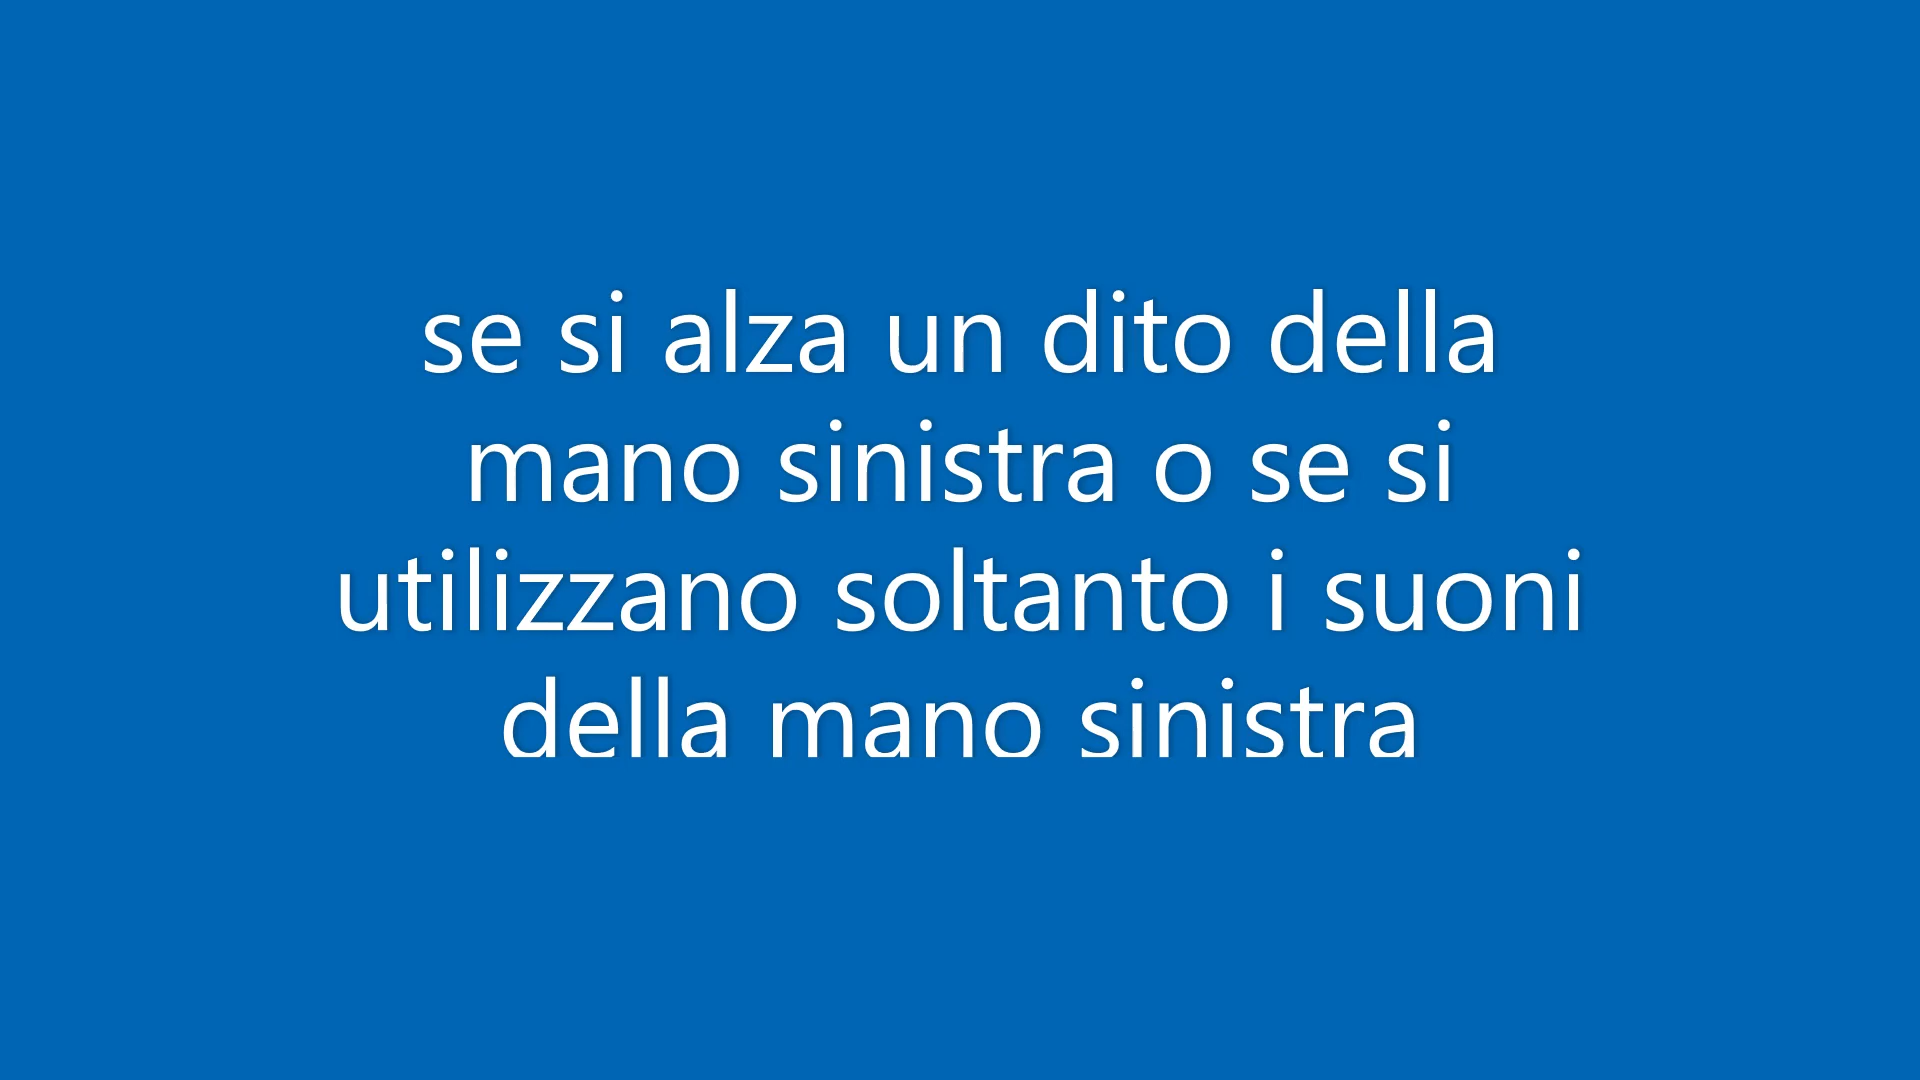 se si alza un dito della
mano sinistra o se si
utilizzano soltanto i suoni
della mano sinistra